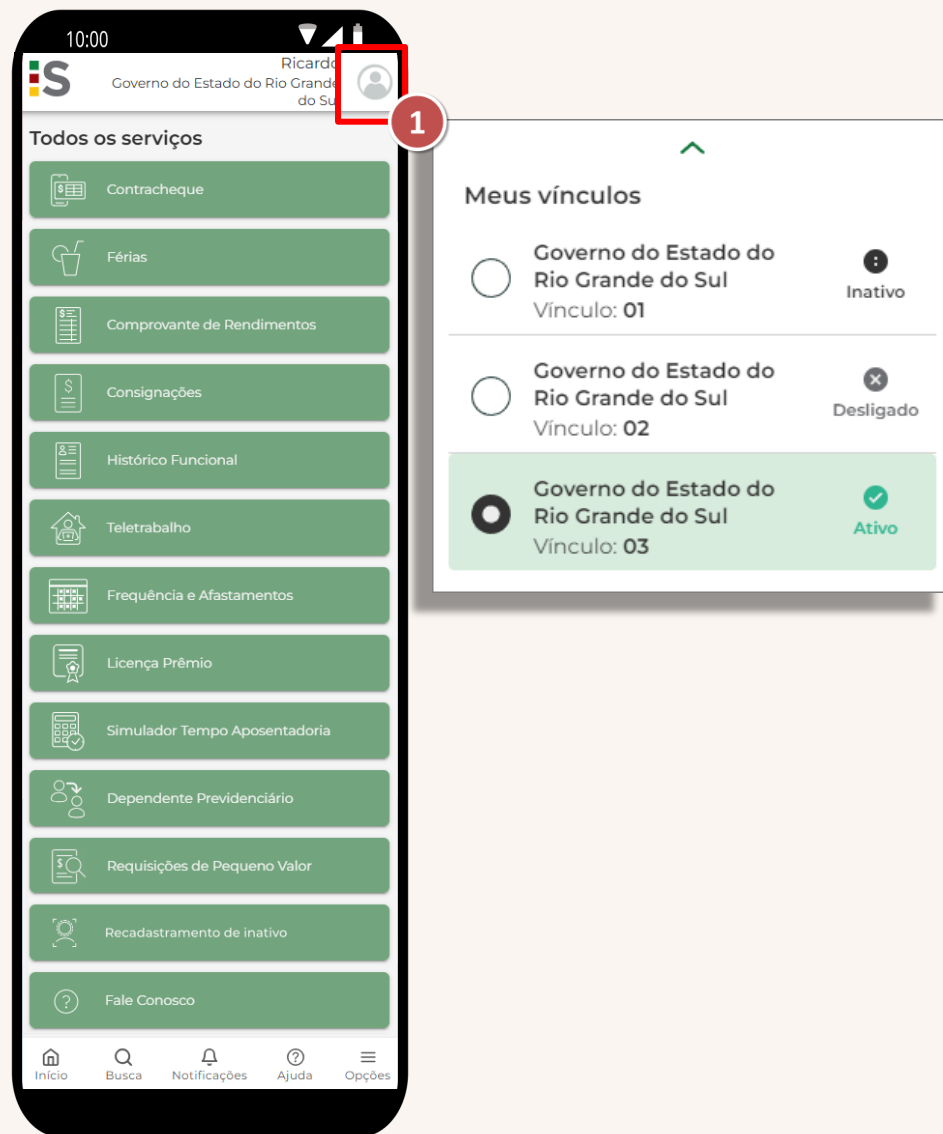 10:00
S
Ricardo
Governo do Estado do Rio Grande
do Su
1
Todos os serviços
Contracheque
Férias
Comprovante de Rendimentos
Consignações
Histórico Funcional
Teletrabalho
Frequência e Afastamentos
Licença Prêmio
Simulador Tempo Aposentadoria
Dependente Previdenciário
Requisições de Pequeno Valor
Recadastramento de inativo
Fale Conosco
Início
Busca
Notificações
Ajuda
Opções
Meus vínculos
Governo do Estado do
Rio Grande do Sul
Vínculo: 01
Inativo
Governo do Estado do
Rio Grande do Sul
Vínculo: 02
Desligado
Governo do Estado do
Rio Grande do Sul
Vínculo: 03
Ativo